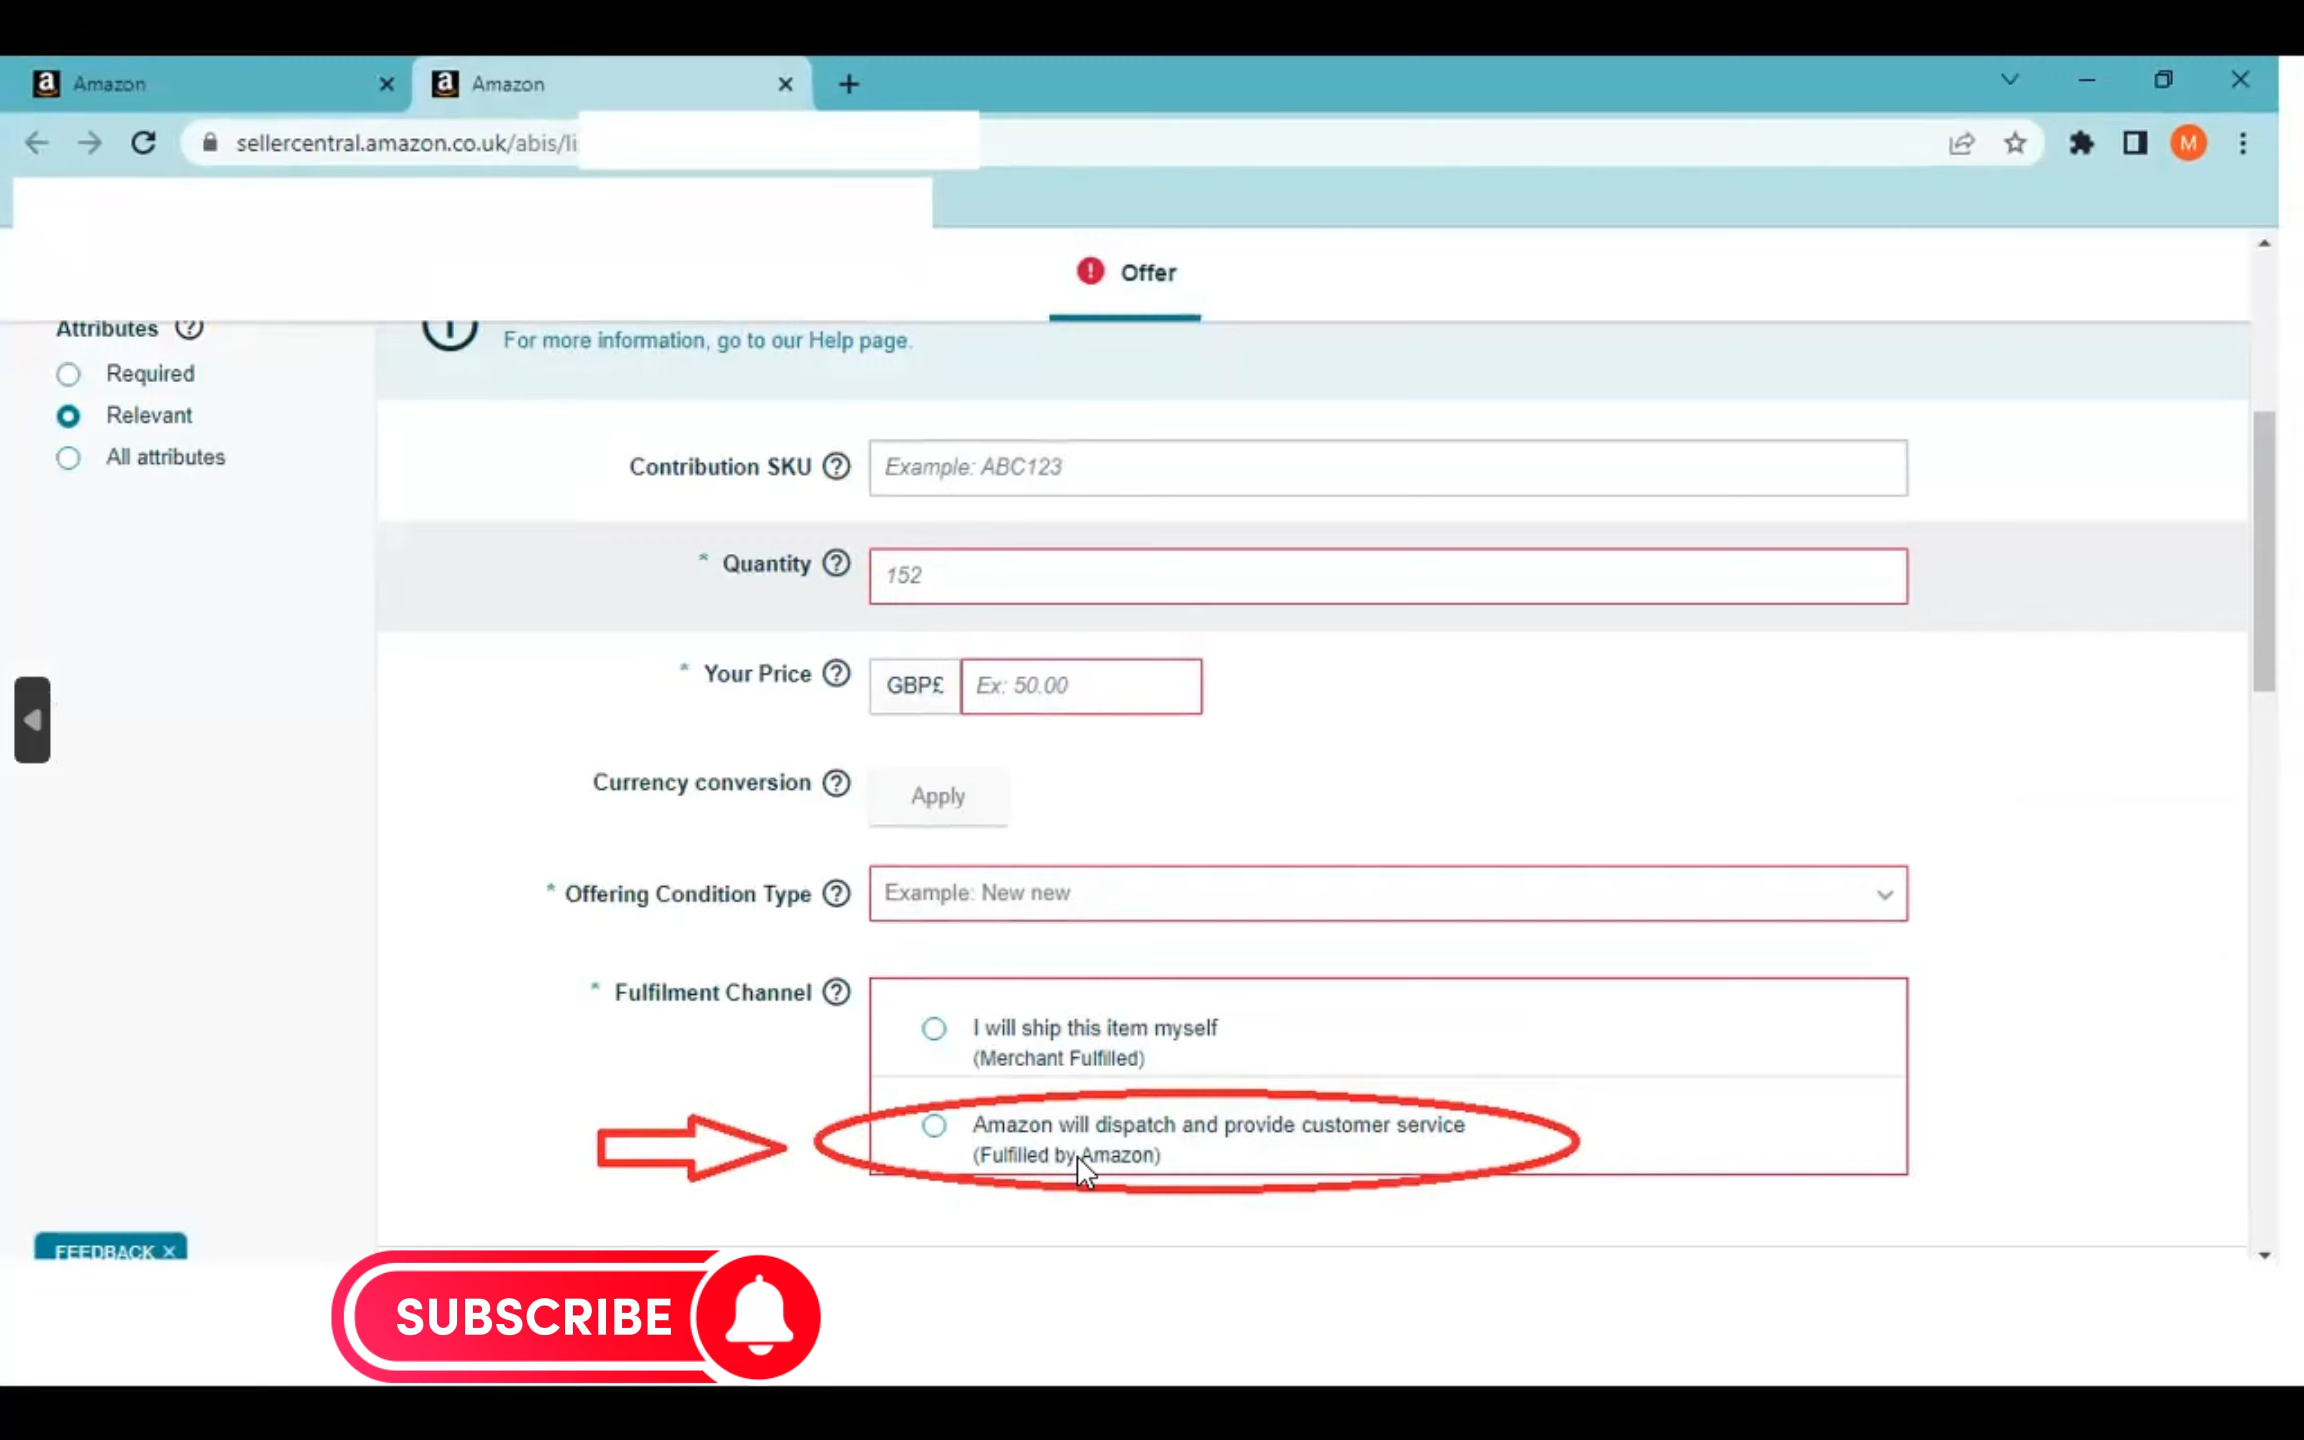 Amazon
Amazon
sellercentral.amazon.co.uk/abis/li
M
Offer
Attributes
For more information, go to our Help page.
Required
Relevant
All attributes
Contribution SKU
Example: ABC123
* Quantity
152
* Your Price
GBP£
Ex: 50.00
Currency conversion
Apply
* Offering Condition Type
Example: New new
* Fulfilment Channel
I will ship this item myself
(Merchant Fulfilled)
Amazon will dispatch and provide customer service
(Fulfilled by Amazon)
FEEDBACK ×
SUBSCRIBE